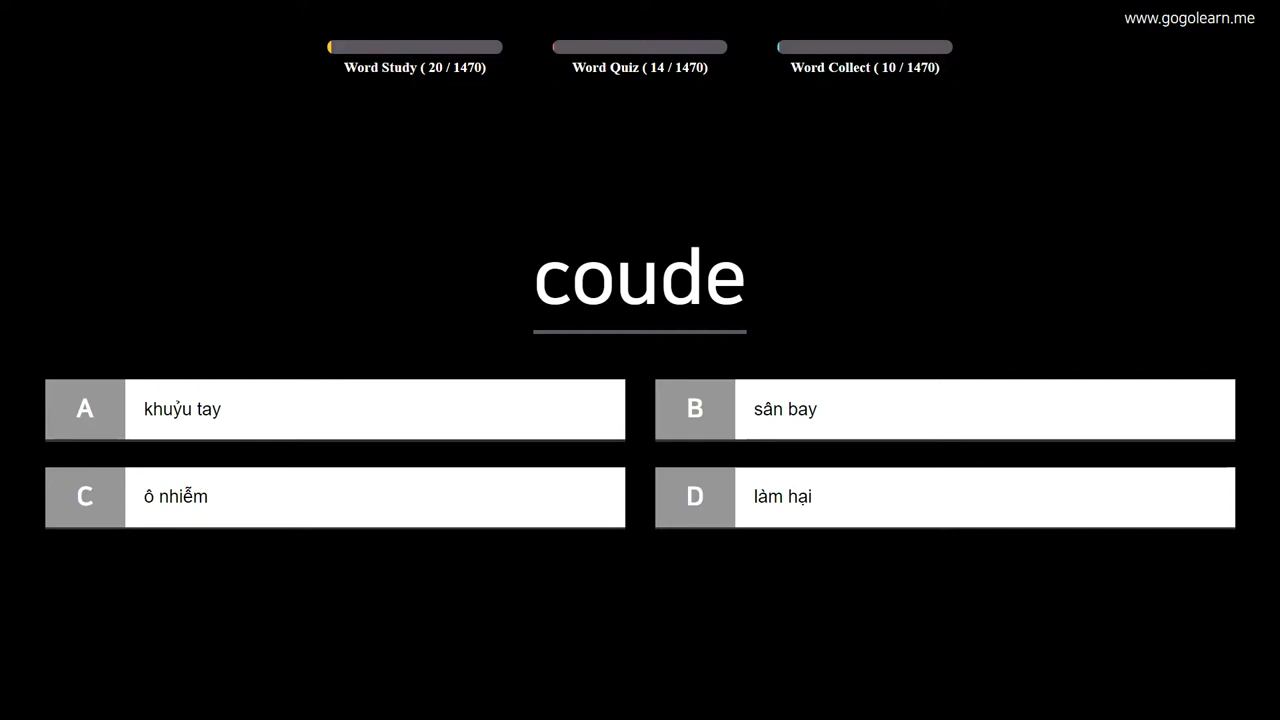 www.gogolearn.me
Word Study ( 20 / 1470)
Word Quiz ( 14 / 1470)
Word Collect ( 10 / 1470)
coude
A khuỷu tay
B sân bay
C ô nhiễm
D làm hại